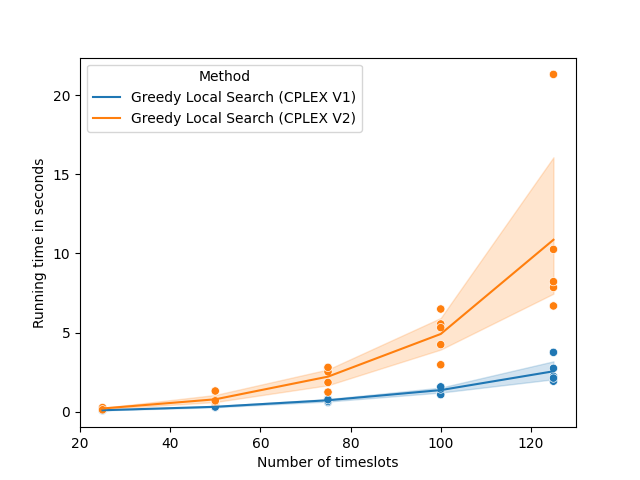 Method
Greedy Local Search (CPLEX V1)
Greedy Local Search (CPLEX V2)
20
15
10
5
0
Running time in seconds
20 40 60 80 100 120
Number of timeslots